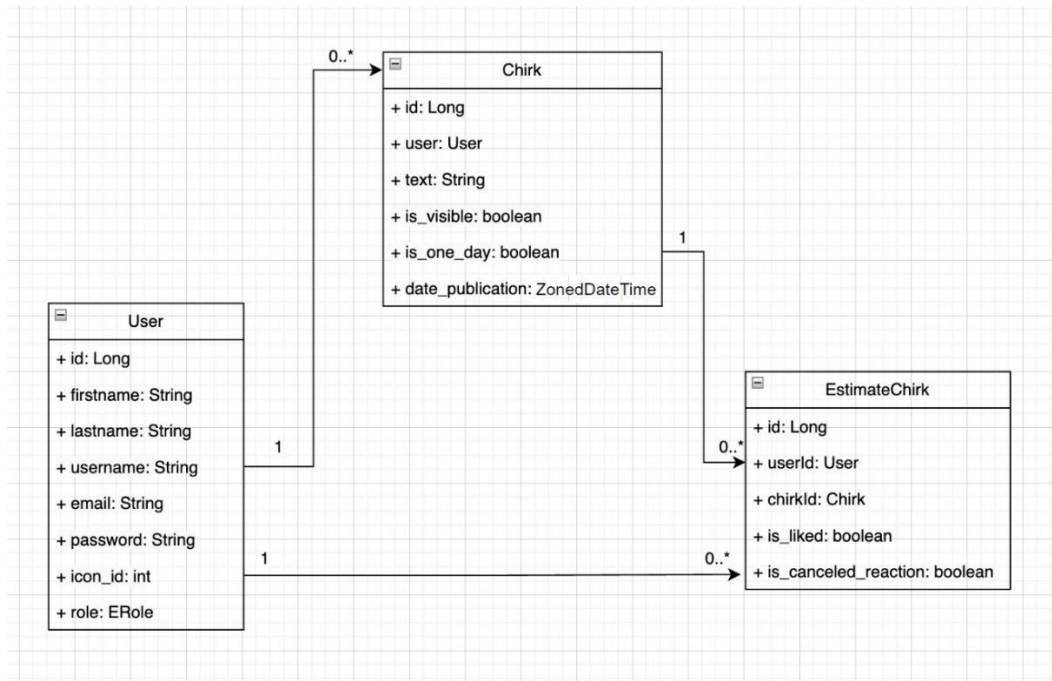 0..*
Chirk
+ id: Long
+ user: User
+ text: String
+ is_visible: boolean
+ is_one_day: boolean
+ date_publication: ZonedDateTime
1
User
+ id: Long
+ firstname: String
+ lastname: String
+ username: String
+ email: String
+ password: String
+ icon_id: int
+ role: ERole
1
1
EstimateChirk
+ id: Long
+ userId: User
+ chirkId: Chirk
+ is_liked: boolean
+ is_canceled_reaction: boolean
0..*
0..*